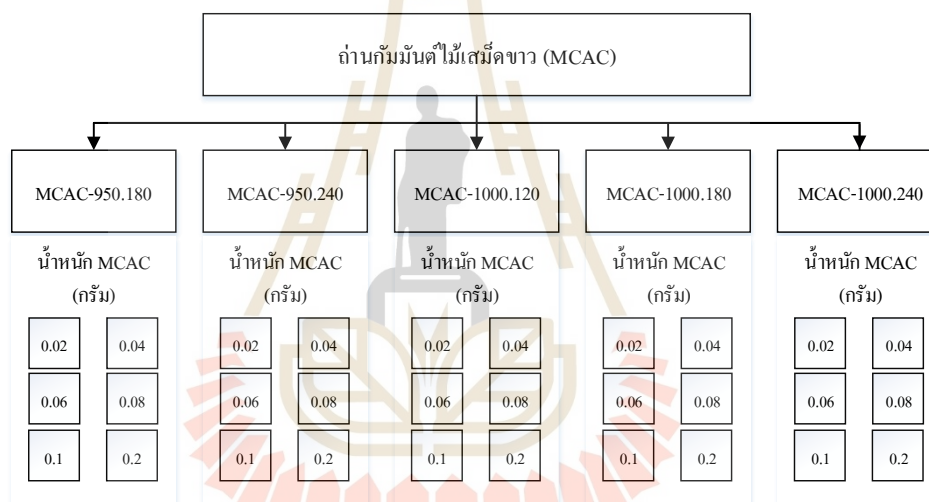 ถ่านกัมมันต์ไม้เสม็ดขาว (MCAC)
MCAC-950.180
MCAC-950.240
MCAC-1000.120
MCAC-1000.180
MCAC-1000.240
น้ำหนัก MCAC
(กรัม)
0.02 0.04
0.06 0.08
0.1 0.2
น้ำหนัก MCAC
(กรัม)
0.02 0.04
0.06 0.08
0.1 0.2
น้ำหนัก MCAC
(กรัม)
0.02 0.04
0.06 0.08
0.1 0.2
น้ำหนัก MCAC
(กรัม)
0.02 0.04
0.06 0.08
0.1 0.2
น้ำหนัก MCAC
(กรัม)
0.02 0.04
0.06 0.08
0.1 0.2